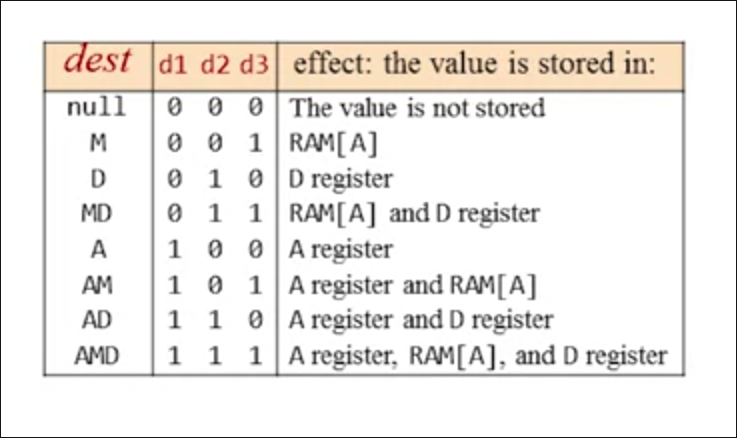 dest d1 d2 d3 effect: the value is stored in:
null 0 0 0 The value is not stored
M 0 0 1 RAM[A]
D 0 1 0 D register
MD 0 1 1 RAM[A] and D register
A 1 0 0 A register
AM 1 0 1 A register and RAM[A]
AD 1 1 0 A register and D register
AMD 1 1 1 A register, RAM[A], and D register